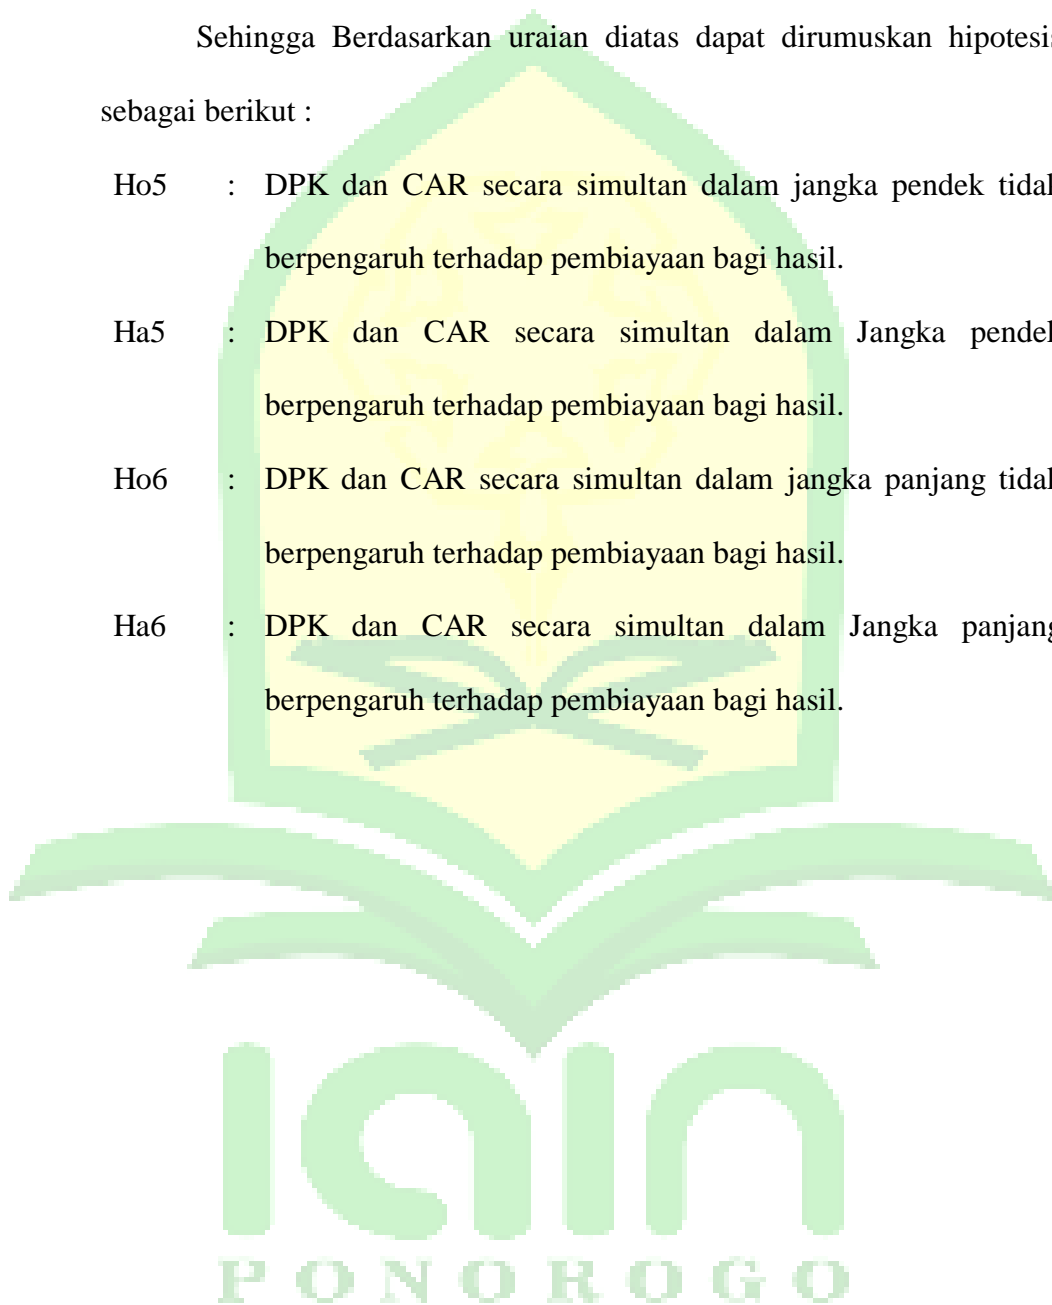 Sehingga Berdasarkan uraian diatas dapat dirumuskan hipotesis
sebagai berikut :
Ho5 : DPK dan CAR secara simultan dalam jangka pendek tidak
berpengaruh terhadap pembiayaan bagi hasil.
Ha5 : DPK dan CAR secara simultan dalam Jangka pendek
berpengaruh terhadap pembiayaan bagi hasil.
Ho6 : DPK dan CAR secara simultan dalam jangka panjang tidak
berpengaruh terhadap pembiayaan bagi hasil.
Ha6 : DPK dan CAR secara simultan dalam Jangka panjang
berpengaruh terhadap pembiayaan bagi hasil.
iain
PONOROGO